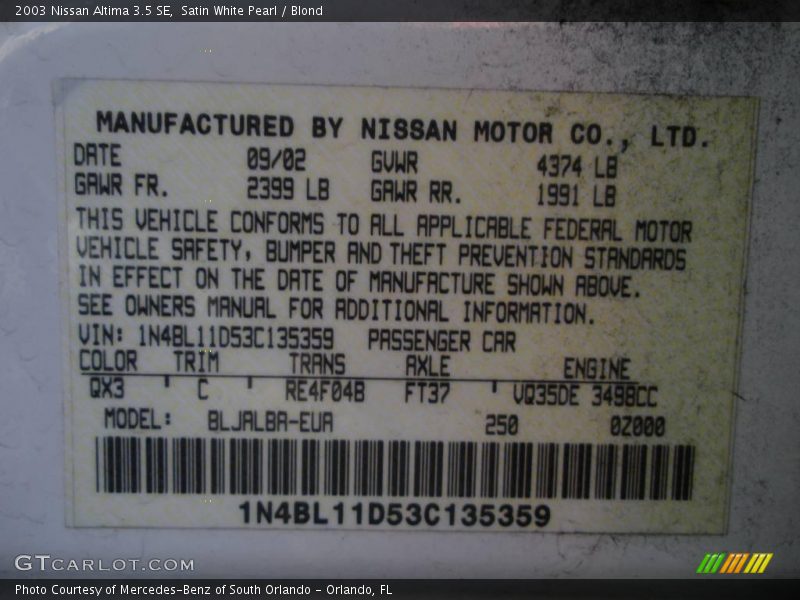 2003 Nissan Altima 3.5 SE, Satin White Pearl / Blond
MANUFACTURED BY NISSAN MOTOR CO., LTD.
DATE 09/02 GVWR 4374 LB
GAWR FR. 2399 LB GAWR RR. 1991 LB
THIS VEHICLE CONFORMS TO ALL APPLICABLE FEDERAL MOTOR
VEHICLE SAFETY, BUMPER AND THEFT PREVENTION STANDARDS
IN EFFECT ON THE DATE OF MANUFACTURE SHOWN ABOVE.
SEE OWNERS MANUAL FOR ADDITIONAL INFORMATION.
VIN: 1N4BL11D53C135359 PASSENGER CAR
COLOR TRIM TRANS AXLE ENGINE
QX3 C RE4F04B FT37 VQ35DE 3498CC
MODEL: BLJALBA-EUA 250 0Z000
1N4BL11D53C135359
GTCARLOT.COM
Photo Courtesy of Mercedes-Benz of South Orlando - Orlando, FL